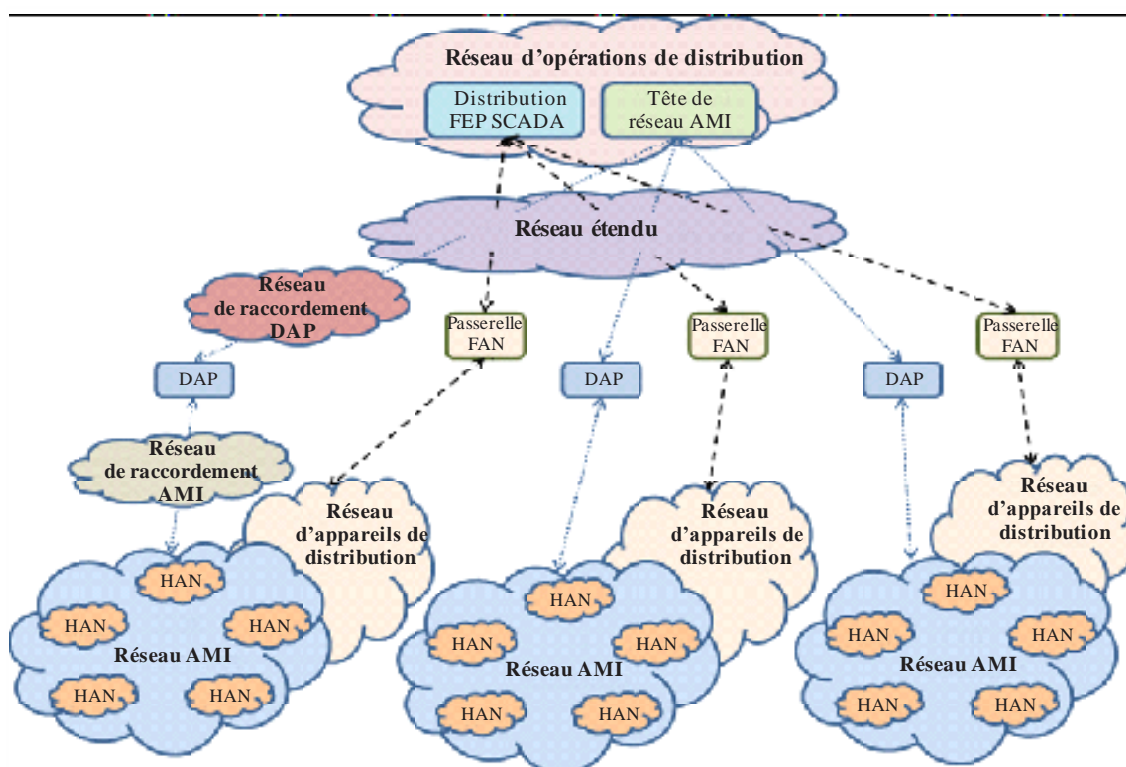 Réseau d'opérations de distribution
Distribution
FEP SCADA
Tête de
réseau AMI
Réseau étendu
Réseau
de raccordement
DAP
Passerelle
FAN
Passerelle
FAN
Passerelle
FAN
DAP
DAP
DAP
Réseau
de raccordement
AMI
Réseau
d'appareils de
distribution
Réseau
d'appareils de
distribution
Réseau
d'appareils de
distribution
HAN
HAN
HAN
Réseau AMI
HAN
HAN
HAN
HAN
HAN
Réseau AMI
HAN
HAN
HAN
HAN
HAN
Réseau AMI
HAN
HAN